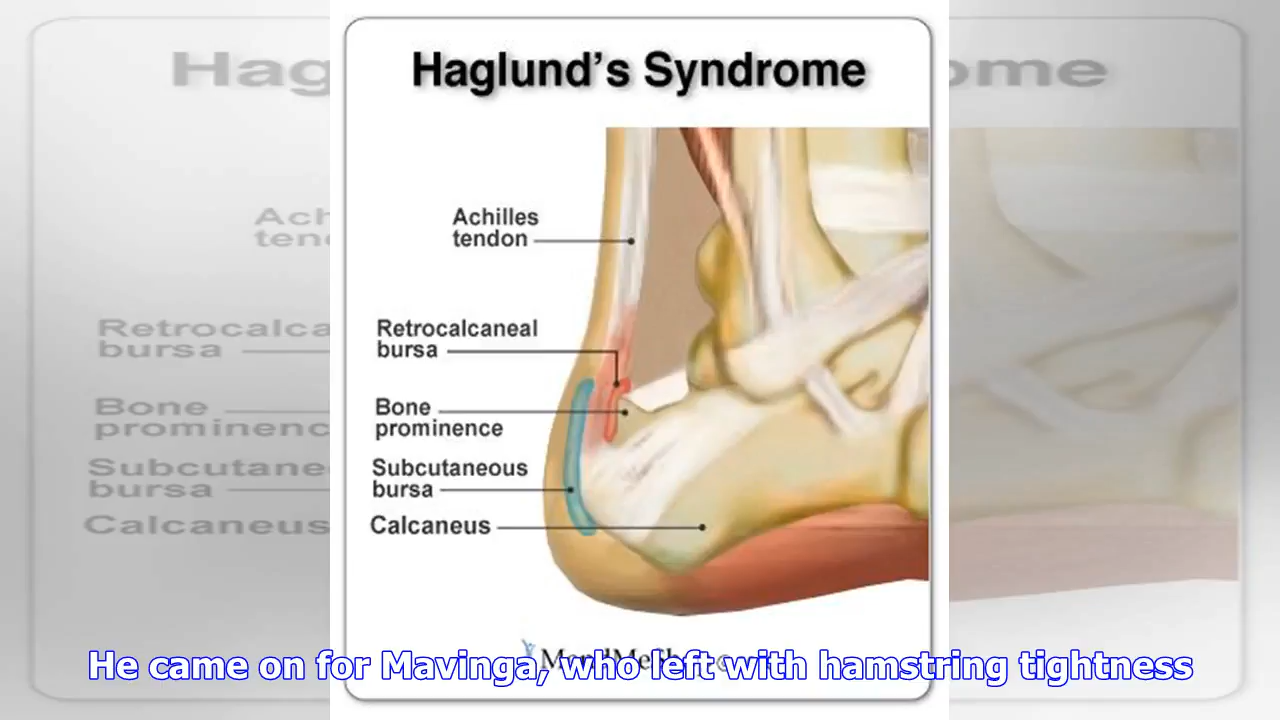 Haglund's Syndrome
Achilles
tendon
Retrocalcaneal
bursa
Bone
prominence
Subcutaneous
bursa
Calcaneus
He came on for Mavinga, who left with hamstring tightness